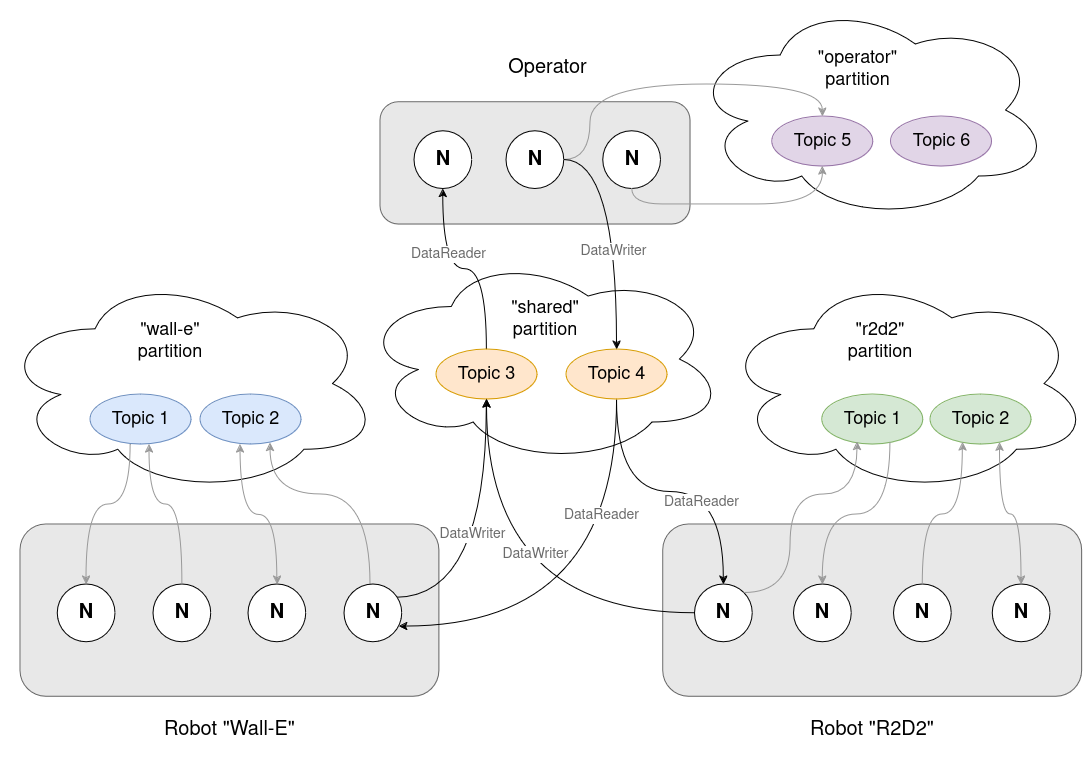 Operator
"operator"
partition
Topic 5
Topic 6
N
N
N
DataReader
DataWriter
"wall-e"
partition
Topic 1
Topic 2
"shared"
partition
Topic 3
Topic 4
"r2d2"
partition
Topic 1
Topic 2
DataWriter
DataWriter
DataReader
DataReader
N
N
N
N
N
N
N
N
Robot "Wall-E"
Robot "R2D2"